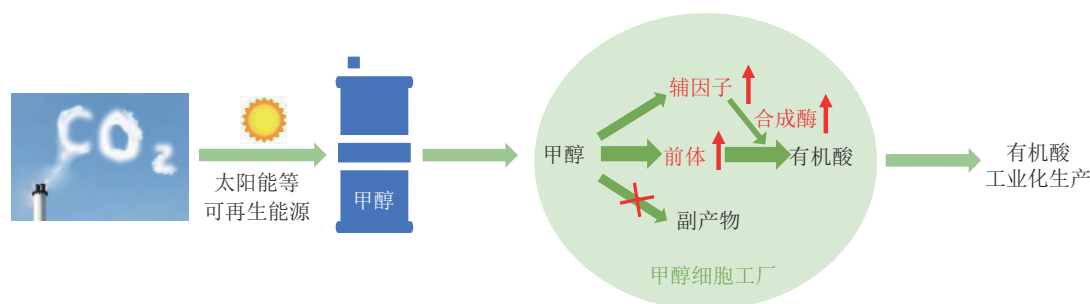 CO2
太阳能等
可再生能源
甲醇
甲醇
辅因子
合成酶
前体
有机酸
副产物
甲醇细胞工厂
有机酸
工业化生产